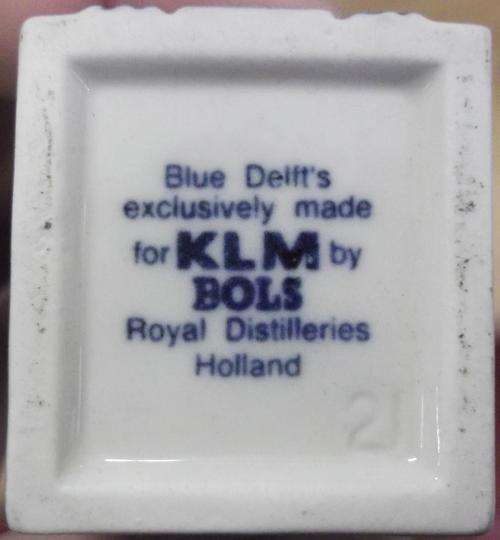 Blue Delft's
exclusively made
for KLM by
BOLS
Royal Distilleries
Holland
21